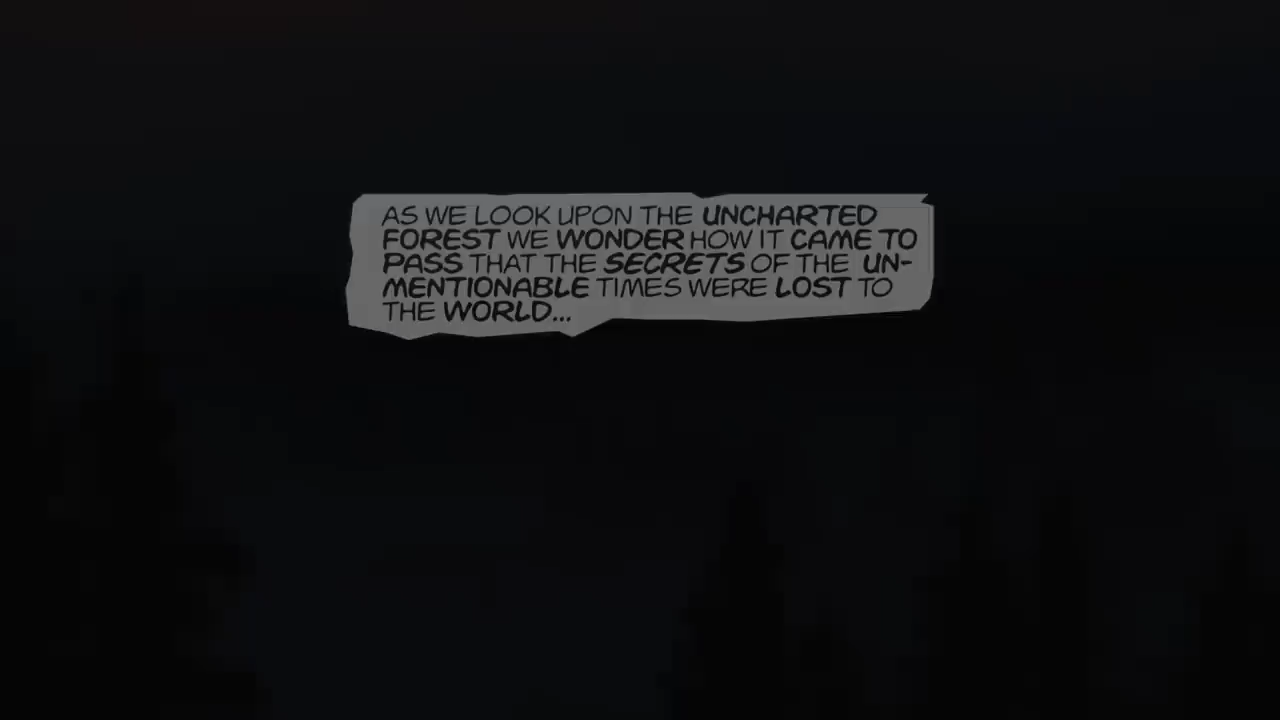 AS WE LOOK UPON THE UNCHARTED
FOREST WE WONDER HOW IT CAME TO
PASS THAT THE SECRETS OF THE UN-
MENTIONABLE TIMES WERE LOST TO
THE WORLD...